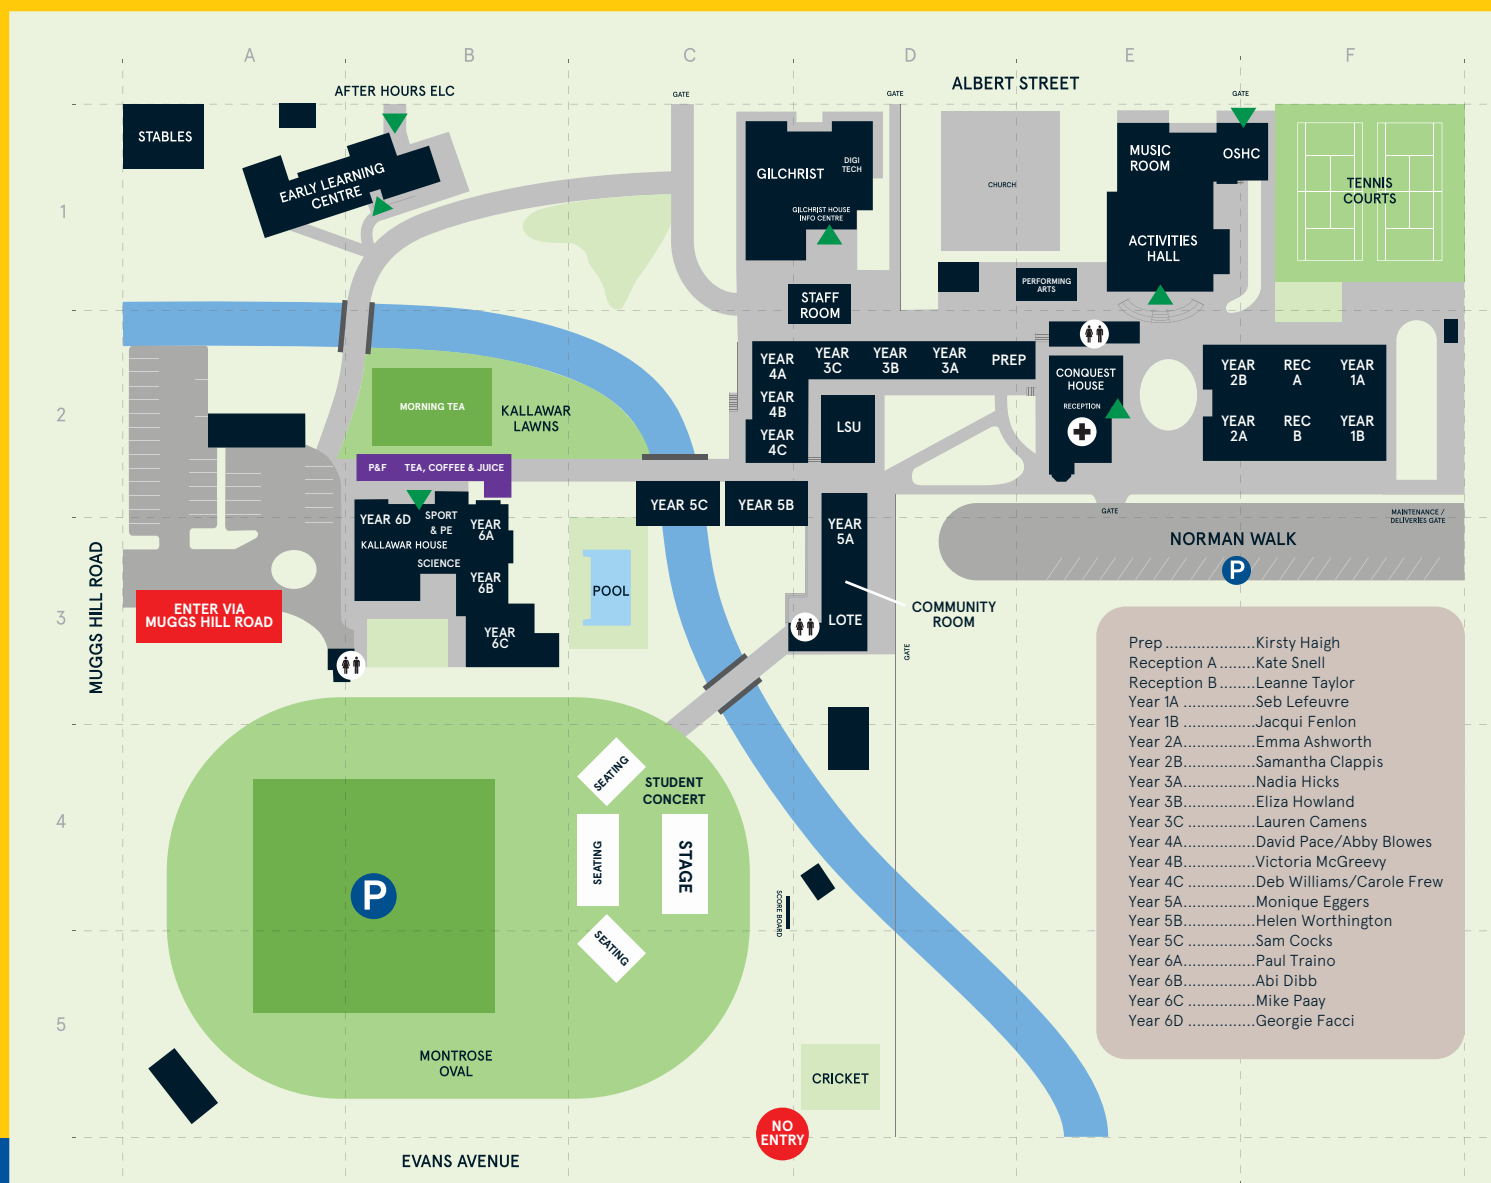 A
B
C
D
E
F
AFTER HOURS ELC
GATE
GATE
ALBERT STREET
GATE
STABLES
EARLY LEARNING
CENTRE
GILCHRIST
DIGI
TECH
GILCHRIST HOUSE
INFO CENTRE
CHURCH
MUSIC
ROOM
OSHC
TENNIS
COURTS
1
ACTIVITIES
HALL
STAFF
ROOM
PERFORMING
ARTS
YEAR
4A
YEAR
3C
YEAR
3B
YEAR
3A
PREP
YEAR
4B
YEAR
4C
LSU
CONQUEST
HOUSE
RECEPTION
YEAR
2B
REC
A
YEAR
1A
YEAR
2A
REC
B
YEAR
1B
2
MORNING TEA
KALLAWAR
LAWNS
P&F
TEA, COFFEE & JUICE
YEAR 6D
SPORT
& PE
YEAR
6A
KALLAWAR HOUSE
SCIENCE
YEAR
6B
YEAR
6C
YEAR 5C
YEAR 5B
YEAR
5A
LOTE
COMMUNITY
ROOM
GATE
GATE
MAINTENANCE /
DELIVERIES GATE
NORMAN WALK
P
POOL
MUGGS HILL ROAD
ENTER VIA
MUGGS HILL ROAD
3
Prep ..................Kirsty Haigh
Reception A .......Kate Snell
Reception B .......Leanne Taylor
Year 1A ..............Seb Lefeuvre
Year 1B ..............Jacqui Fenlon
Year 2A..............Emma Ashworth
Year 2B..............Samantha Clappis
Year 3A..............Nadia Hicks
Year 3B..............Eliza Howland
Year 3C .............Lauren Camens
Year 4A..............David Pace/Abby Blowes
Year 4B..............Victoria McGreevy
Year 4C .............Deb Williams/Carole Frew
Year 5A..............Monique Eggers
Year 5B..............Helen Worthington
Year 5C .............Sam Cocks
Year 6A..............Paul Traino
Year 6B..............Abi Dibb
Year 6C .............Mike Paay
Year 6D .............Georgie Facci
4
SEATING
STUDENT
CONCERT
SEATING
STAGE
SEATING
P
SCORE BOARD
5
MONTROSE
OVAL
CRICKET
NO
ENTRY
EVANS AVENUE